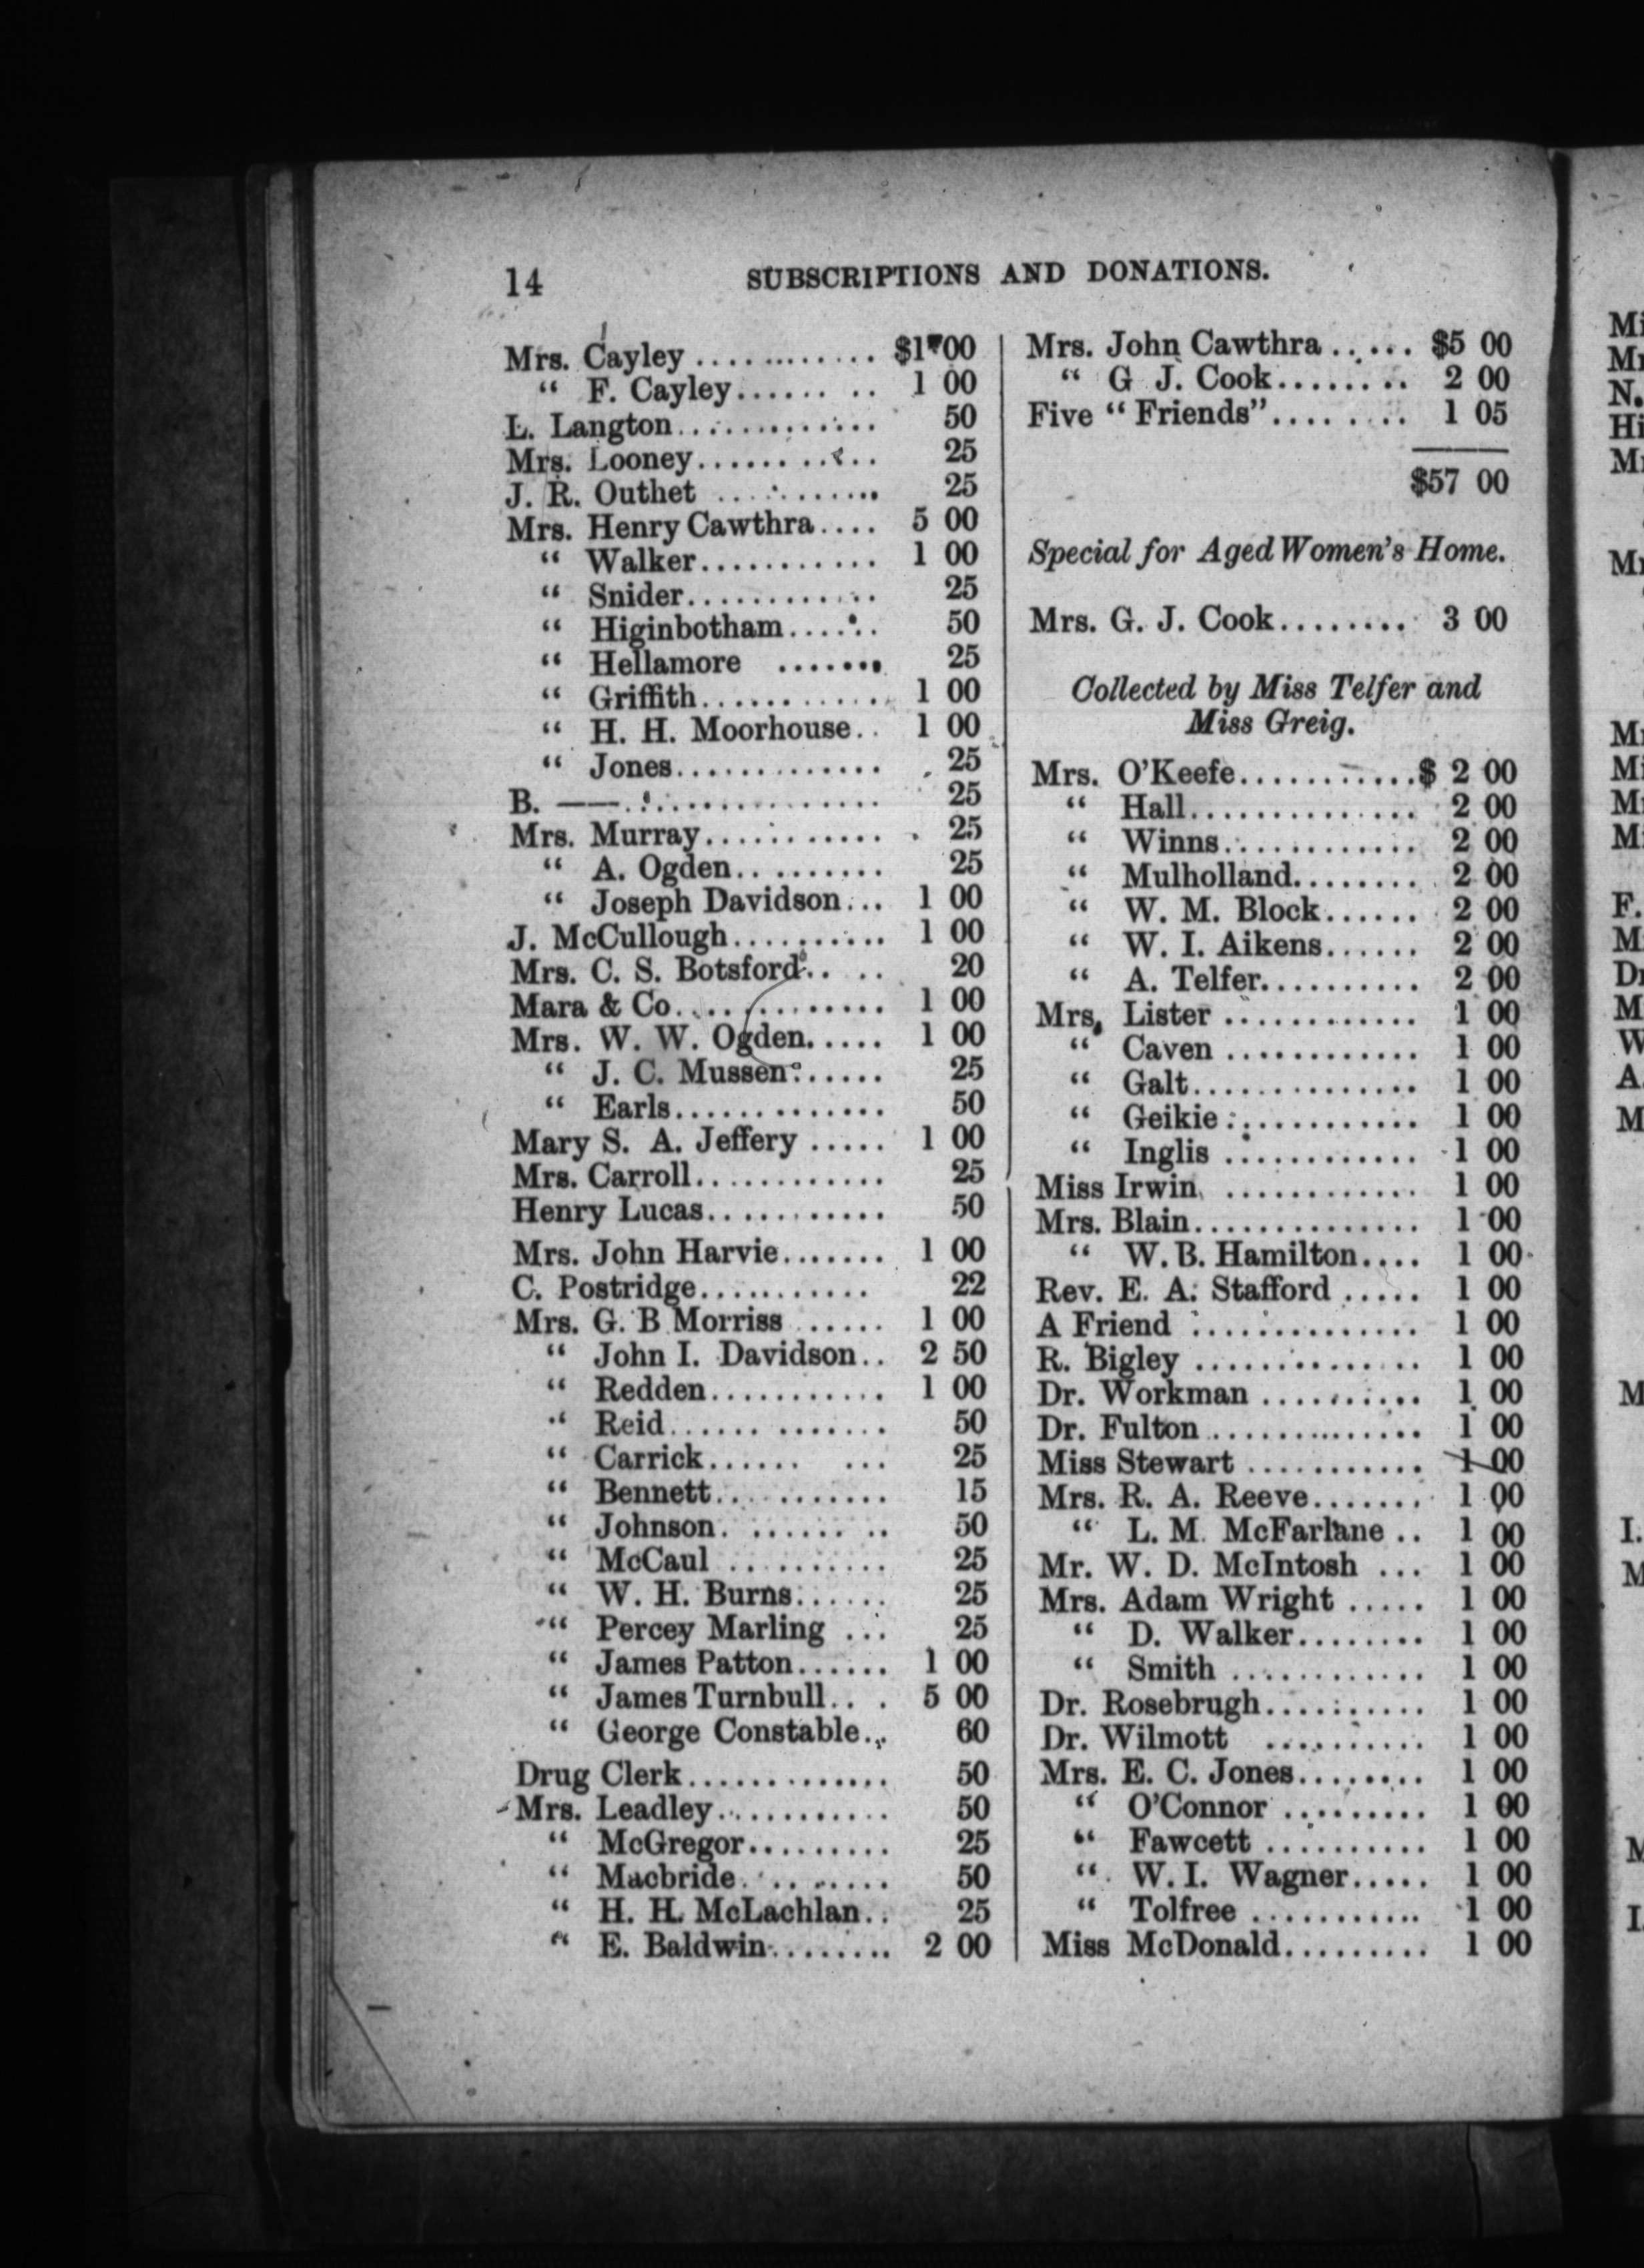 14 SUBSCRIPTIONS AND DONATIONS.
Mrs. Cayley ............ $1 00
“ F. Cayley...... .. 1 00
L. Langton............. 50
Mrs. Looney........... 25
J. R. Outhet .......... 25
Mrs. Henry Cawthra.... 5 00
“ Walker........... 1 00
“ Snider............ 25
“ Higinbotham...... 50
“ Hellamore ....... 25
“ Griffith............ 1 00
“ H. H. Moorhouse.. 1 00
“ Jones............. 25
B. ——................ 25
Mrs. Murray........... 25
“ A. Ogden.......... 25
“ Joseph Davidson... 1 00
J. McCullough.......... 1 00
Mrs. C. S. Botsford.. .. 20
Mara & Co............. 1 00
Mrs. W. W. Ogden..... 1 00
“ J. C. Mussen...... 25
“ Earls............. 50
Mary S. A. Jeffery ..... 1 00
Mrs. Carroll............ 25
Henry Lucas........... 50
Mrs. John Harvie....... 1 00
C. Postridge........... 22
Mrs. G. B Morriss ...... 1 00
“ John I. Davidson.. 2 50
“ Redden........... 1 00
“ Reid...... ....... 50
“ Carrick...... ... 25
“ Bennett........... 15
“ Johnson. ...... .. 50
“ McCaul .......... 25
“ W. H. Burns...... 25
“ Percey Marling ... 25
“ James Patton...... 1 00
“ James Turnbull.. . 5 00
“ George Constable.. 60
Drug Clerk............. 50
Mrs. Leadley........... 50
“ McGregor......... 25
“ Macbride. ....... 50
“ H. H. McLachlan.. 25
“ E. Baldwin........ 2 00
Mrs. John Cawthra ..... $5 00
“ G J. Cook........ 2 00
Five “Friends”........ 1 05
$57 00
Special for Aged Women's Home.
Mrs. G. J. Cook........ 3 00
Collected by Miss Telfer and
Miss Greig.
Mrs. O'Keefe...........$ 2 00
“ Hall.............. 2 00
“ Winns............ 2 00
“ Mulholland........ 2 00
“ W. M. Block...... 2 00
“ W. I. Aikens...... 2 00
“ A. Telfer.......... 2 00
Mrs. Lister ............ 1 00
“ Caven ............ 1 00
“ Galt.............. 1 00
“ Geikie ............ 1 00
“ Inglis ............ 1 00
Miss Irwin ............ 1 00
Mrs. Blain.............. 1 00
“ W. B. Hamilton.... 1 00
Rev. E. A. Stafford ..... 1 00
A Friend .............. 1 00
R. Bigley .............. 1 00
Dr. Workman .......... 1 00
Dr. Fulton ............. 1 00
Miss Stewart ........... 1 00
Mrs. R. A. Reeve....... 1 00
“ L. M. McFarlane .. 1 00
Mr. W. D. McIntosh ... 1 00
Mrs. Adam Wright ..... 1 00
“ D. Walker........ 1 00
“ Smith ............ 1 00
Dr. Rosebrugh.......... 1 00
Dr. Wilmott .......... 1 00
Mrs. E. C. Jones........ 1 00
“ O'Connor ......... 1 00
“ Fawcett .......... 1 00
“ W. I. Wagner..... 1 00
“ Tolfree ........... 1 00
Miss McDonald......... 1 00